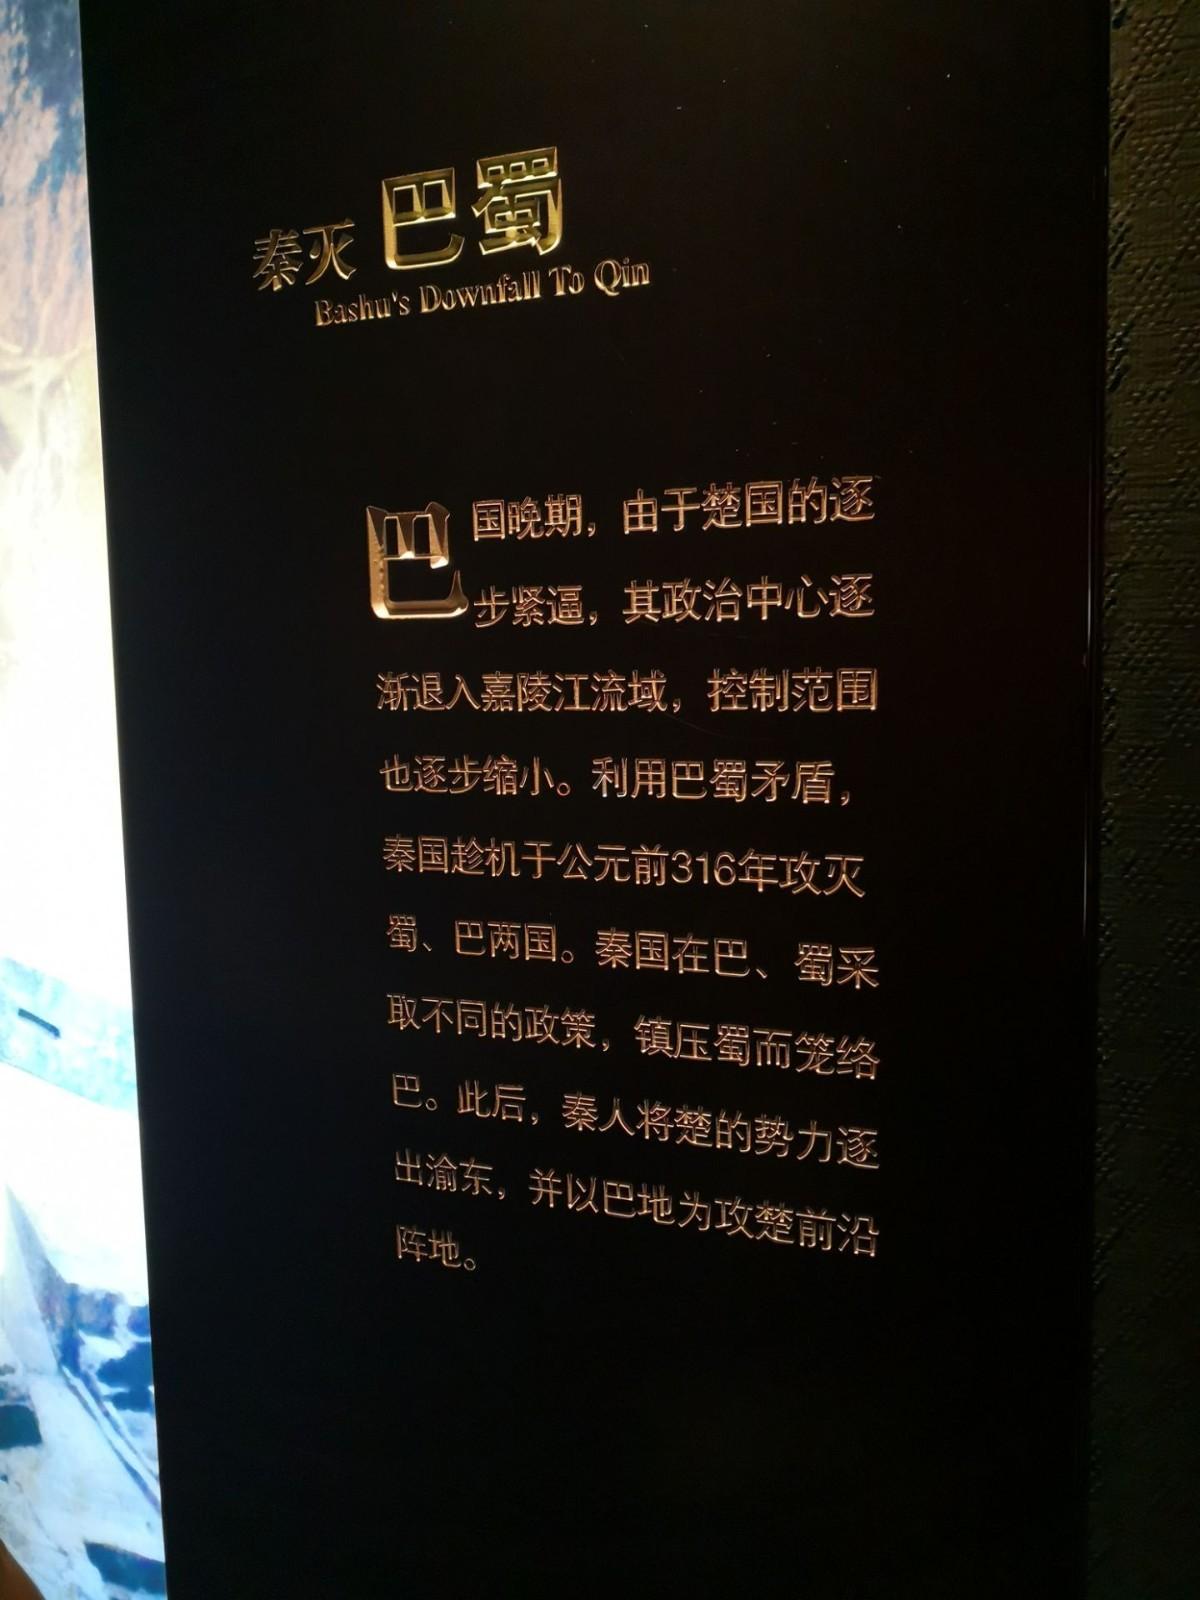 秦灭 巴蜀
Bashu's Downfall To Qin
巴国晚期，由于楚国的逐
步紧逼，其政治中心逐
渐退入嘉陵江流域，控制范围
也逐步缩小。利用巴蜀矛盾，
秦国趁机于公元前316年攻灭
蜀、巴两国。秦国在巴、蜀采
取不同的政策，镇压蜀而笼络
巴。此后，秦人将楚的势力逐
出渝东，并以巴地为攻楚前沿
阵地。